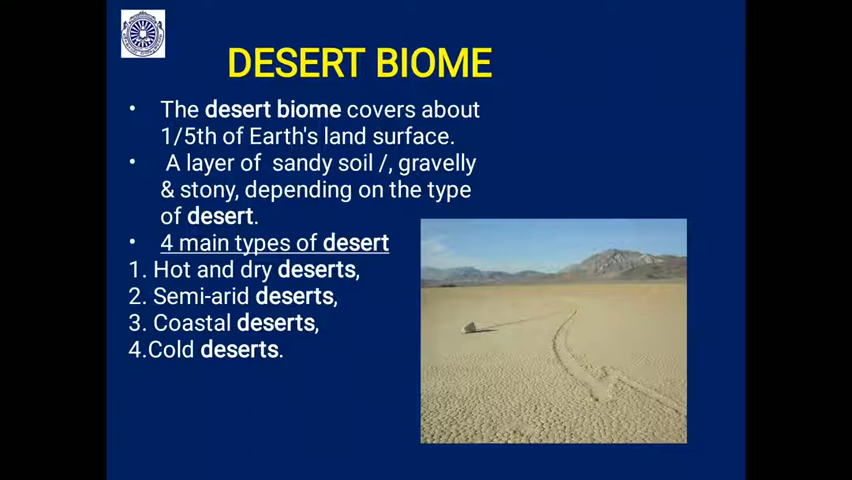 DESERT BIOME
• The desert biome covers about
1/5th of Earth's land surface.
• A layer of sandy soil /, gravelly
& stony, depending on the type
of desert.
• 4 main types of desert
1. Hot and dry deserts,
2. Semi-arid deserts,
3. Coastal deserts,
4.Cold deserts.